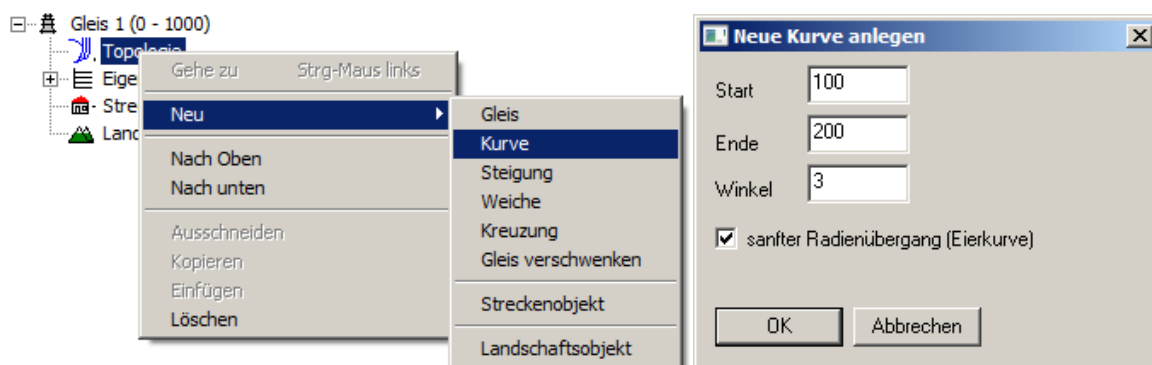 Gleis 1 (0 - 1000)
Topologie
Eige
Stre
Land
Gehe zu Strg-Maus links
Neu
Nach Oben
Nach unten
Ausschneiden
Kopieren
Einfügen
Löschen
Gleis
Kurve
Steigung
Weiche
Kreuzung
Gleis verschwenken
Streckenobjekt
Landschaftsobjekt
Neue Kurve anlegen
Start 100
Ende 200
Winkel 3
sanfter Radienübergang (Eierkurve)
OK Abbrechen